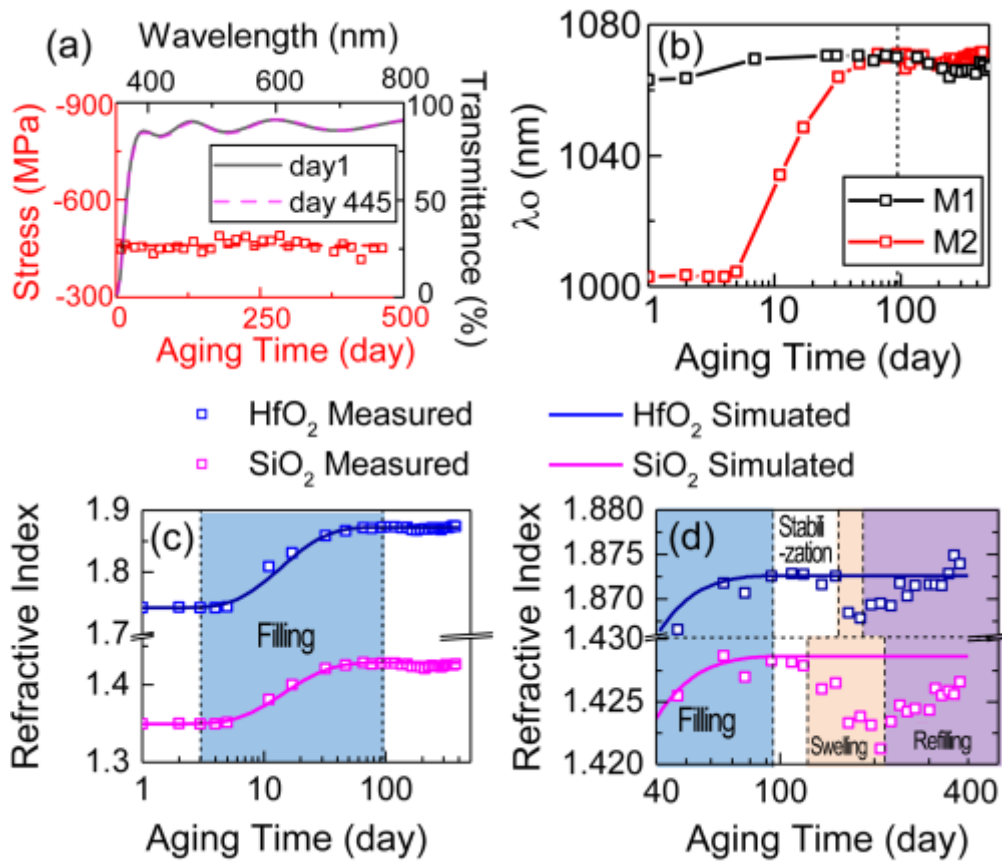 (a)
Wavelength (nm)
400 600 800
-900
-600
-300
Stress (MPa)
100
50
0
Transmittance (%)
day1
day 445
0 250 500
Aging Time (day)
(b)
1080
1040
1000
λo (nm)
M1
M2
1 10 100
Aging Time (day)
HfO₂ Measured
HfO₂ Simuated
SiO₂ Measured
SiO₂ Simulated
(c)
1.9
1.8
1.7
1.4
1.3
Refractive Index
Filling
1 10 100
Aging Time (day)
(d)
1.880
1.875
1.870
1.430
1.425
1.420
Refractive Index
Stabili
-zation
Filling
Swelling
Refilling
40 100 400
Aging Time (day)